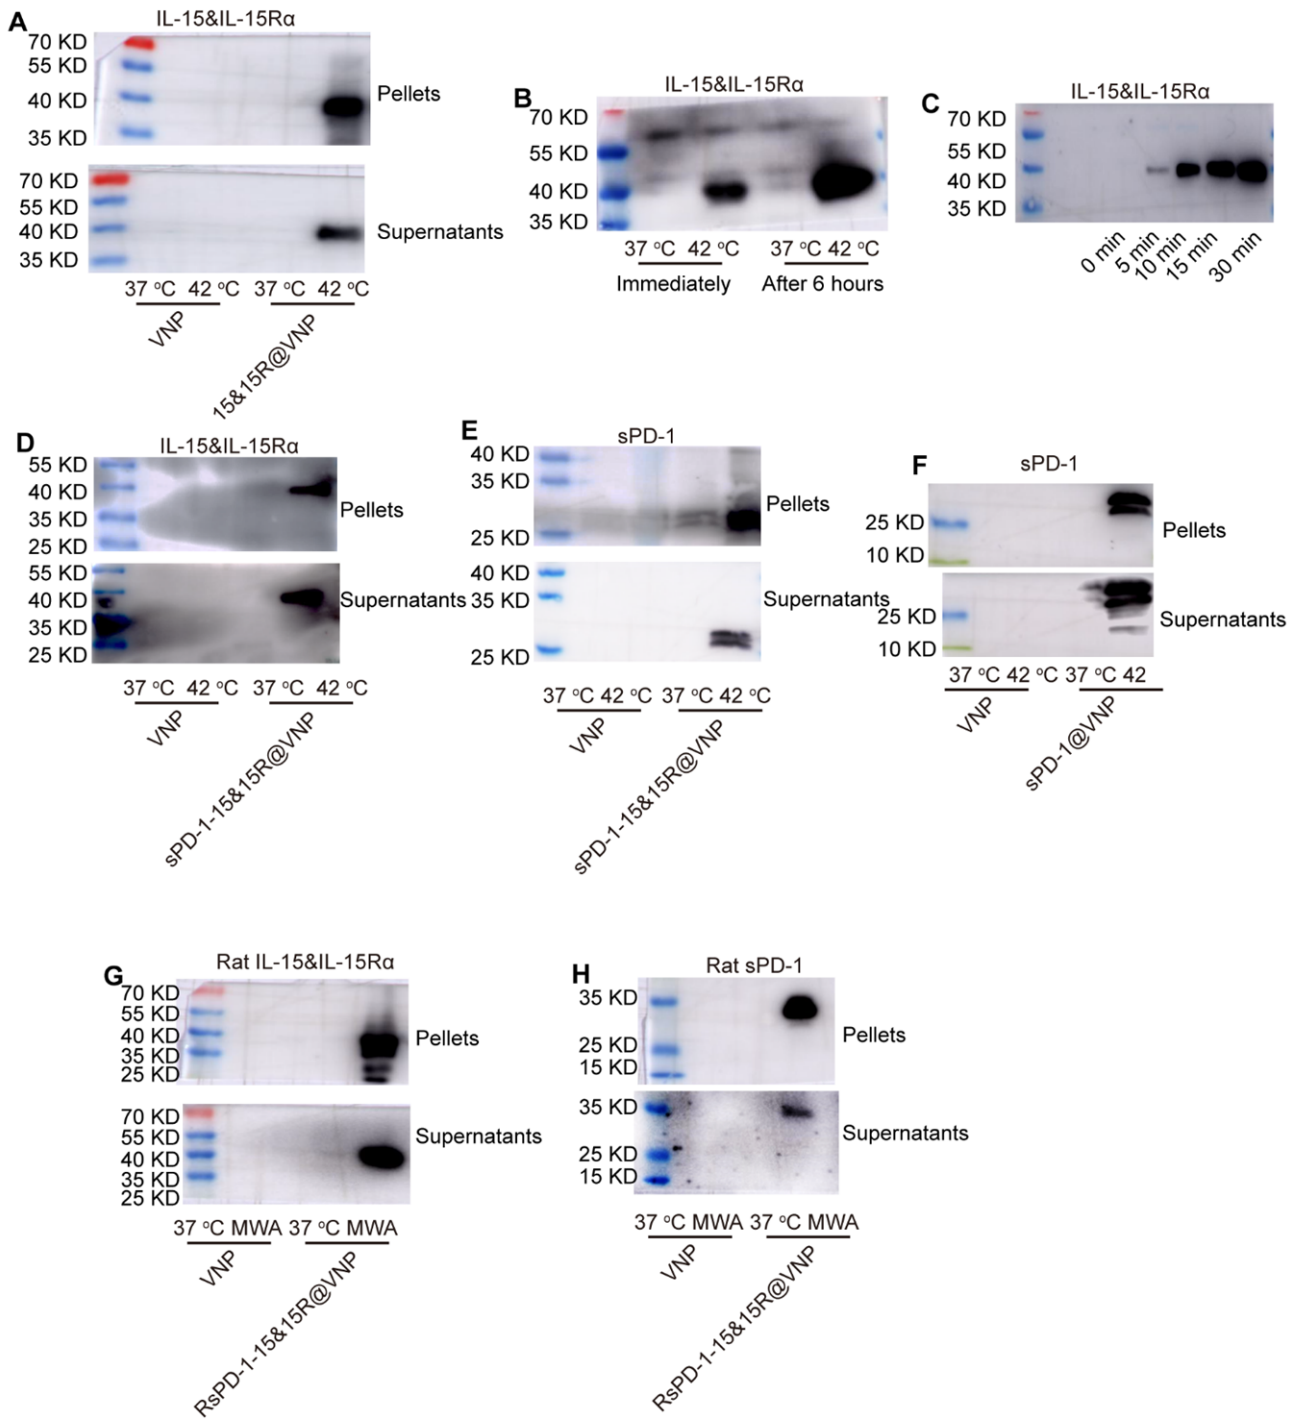 A
IL-15&IL-15Rα
70 KD
55 KD
40 KD
35 KD
Pellets
70 KD
55 KD
40 KD
35 KD
Supernatants
37 °C 42 °C 37 °C 42 °C
VNP
15&15R@VNP
B
IL-15&IL-15Rα
70 KD
55 KD
40 KD
35 KD
37 °C 42 °C 37 °C 42 °C
Immediately After 6 hours
C
IL-15&IL-15Rα
70 KD
55 KD
40 KD
35 KD
0 min 5 min 10 min 15 min 30 min
D
IL-15&IL-15Rα
55 KD
40 KD
35 KD
25 KD
Pellets
55 KD
40 KD
35 KD
25 KD
Supernatants
37 °C 42 °C 37 °C 42 °C
VNP
sPD-1-15&15R@VNP
E
sPD-1
40 KD
35 KD
25 KD
Pellets
40 KD
35 KD
25 KD
Supernatants
37 °C 42 °C 37 °C 42 °C
VNP
sPD-1-15&15R@VNP
F
sPD-1
25 KD
10 KD
Pellets
25 KD
10 KD
Supernatants
37 °C 42 °C 37 °C 42
VNP
sPD-1@VNP
G
Rat IL-15&IL-15Rα
70 KD
55 KD
40 KD
35 KD
25 KD
Pellets
70 KD
55 KD
40 KD
35 KD
25 KD
Supernatants
37 °C MWA 37 °C MWA
VNP
RsPD-1-15&15R@VNP
H
Rat sPD-1
35 KD
25 KD
15 KD
Pellets
35 KD
25 KD
15 KD
Supernatants
37 °C MWA 37 °C MWA
VNP
RsPD-1-15&15R@VNP